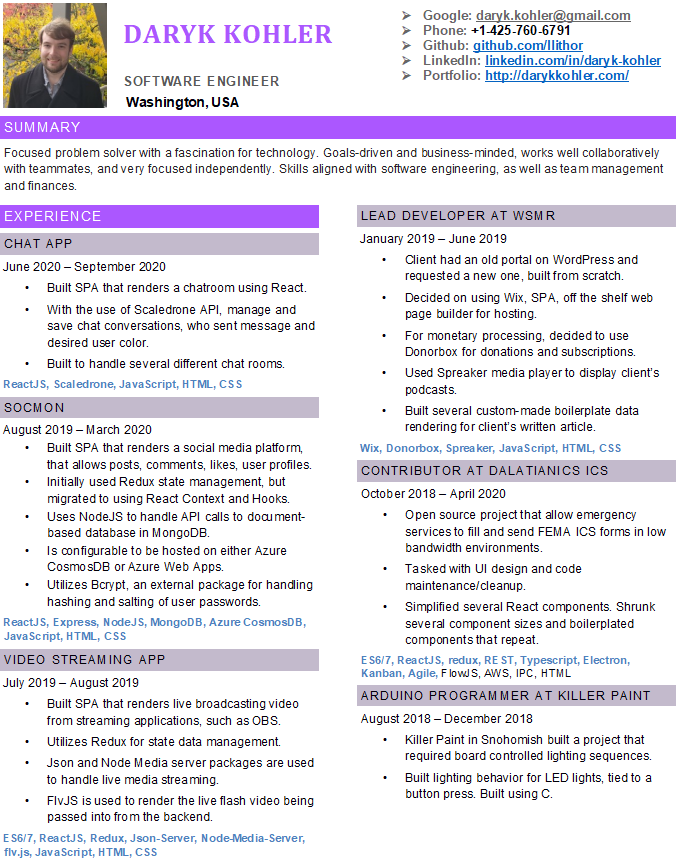 DARYK KOHLER
SOFTWARE ENGINEER
Washington, USA
➢ Google: daryk.kohler@gmail.com
➢ Phone: +1-425-760-6791
➢ Github: github.com/llithor
➢ LinkedIn: linkedin.com/in/daryk-kohler
➢ Portfolio: http://darykkohler.com/
SUMMARY
Focused problem solver with a fascination for technology. Goals-driven and business-minded, works well collaboratively
with teammates, and very focused independently. Skills aligned with software engineering, as well as team management
and finances.
EXPERIENCE
CHAT APP
June 2020 – September 2020
• Built SPA that renders a chatroom using React.
• With the use of Scaledrone API, manage and
save chat conversations, who sent message and
desired user color.
• Built to handle several different chat rooms.
ReactJS, Scaledrone, JavaScript, HTML, CSS
SOCMON
August 2019 – March 2020
• Built SPA that renders a social media platform,
that allows posts, comments, likes, user profiles.
• Initially used Redux state management, but
migrated to using React Context and Hooks.
• Uses NodeJS to handle API calls to document-
based database in MongoDB.
• Is configurable to be hosted on either Azure
CosmosDB or Azure Web Apps.
• Utilizes Bcrypt, an external package for handling
hashing and salting of user passwords.
ReactJS, Express, NodeJS, MongoDB, Azure CosmosDB,
JavaScript, HTML, CSS
VIDEO STREAMING APP
July 2019 – August 2019
• Built SPA that renders live broadcasting video
from streaming applications, such as OBS.
• Utilizes Redux for state data management.
• Json and Node Media server packages are used
to handle live media streaming.
• FlvJS is used to render the live flash video being
passed into from the backend.
ES6/7, ReactJS, Redux, Json-Server, Node-Media-Server,
flv.js, JavaScript, HTML, CSS
LEAD DEVELOPER AT WSMR
January 2019 – June 2019
• Client had an old portal on WordPress and
requested a new one, built from scratch.
• Decided on using Wix, SPA, off the shelf web
page builder for hosting.
• For monetary processing, decided to use
Donorbox for donations and subscriptions.
• Used Spreaker media player to display client's
podcasts.
• Built several custom-made boilerplate data
rendering for client's written article.
Wix, Donorbox, Spreaker, JavaScript, HTML, CSS
CONTRIBUTOR AT DALATIANICS ICS
October 2018 – April 2020
• Open source project that allow emergency
services to fill and send FEMA ICS forms in low
bandwidth environments.
• Tasked with UI design and code
maintenance/cleanup.
• Simplified several React components. Shrunk
several component sizes and boilerplated
components that repeat.
ES6/7, ReactJS, redux, REST, Typescript, Electron,
Kanban, Agile, FlowJS, AWS, IPC, HTML
ARDUINO PROGRAMMER AT KILLER PAINT
August 2018 – December 2018
• Killer Paint in Snohomish built a project that
required board controlled lighting sequences.
• Built lighting behavior for LED lights, tied to a
button press. Built using C.